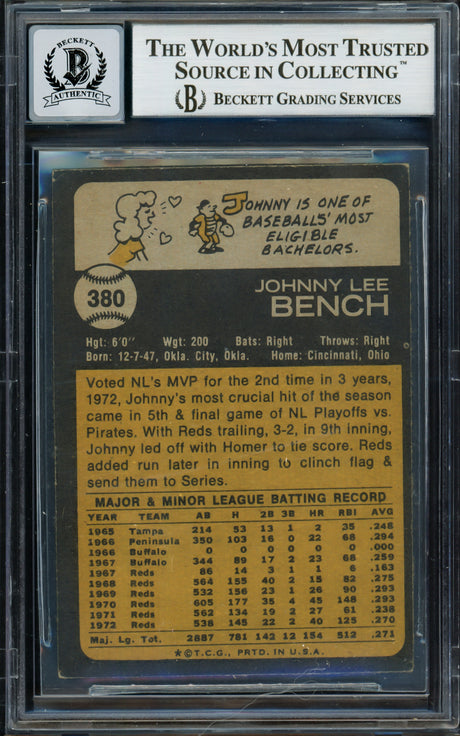 BECKETT
B
AUTHENTIC
THE WORLD'S MOST TRUSTED
SOURCE IN COLLECTING™
B BECKETT GRADING SERVICES
JOHNNY IS ONE OF
BASEBALLS' MOST
ELIGIBLE
BACHELORS.
380
JOHNNY LEE
BENCH
Hgt: 6'0" Wgt: 200 Bats: Right Throws: Right
Born: 12-7-47, Okla. City, Okla. Home: Cincinnati, Ohio
Voted NL's MVP for the 2nd time in 3 years,
1972, Johnny's most crucial hit of the season
came in 5th & final game of NL Playoffs vs.
Pirates. With Reds trailing, 3-2, in 9th inning,
Johnny led off with Homer to tie score. Reds
added run later in inning to clinch flag &
send them to Series.
MAJOR & MINOR LEAGUE BATTING RECORD
YEAR TEAM AB H 2B 3B HR RBI AVG
1965 Tampa 214 53 13 1 2 35 .248
1966 Peninsula 350 103 16 0 22 68 .294
1966 Buffalo 0 0 0 0 0 0 .000
1967 Buffalo 344 89 17 2 23 68 .259
1967 Reds 86 14 3 1 1 6 .163
1968 Reds 564 155 40 2 15 82 .275
1969 Reds 532 156 23 1 26 90 .293
1970 Reds 605 177 35 4 45 148 .293
1971 Reds 562 134 19 2 27 61 .238
1972 Reds 538 145 22 2 40 125 .270
Maj. Lg. Tot. 2887 781 142 12 154 512 .271
★©T.C.G., PRTD. IN U.S.A.